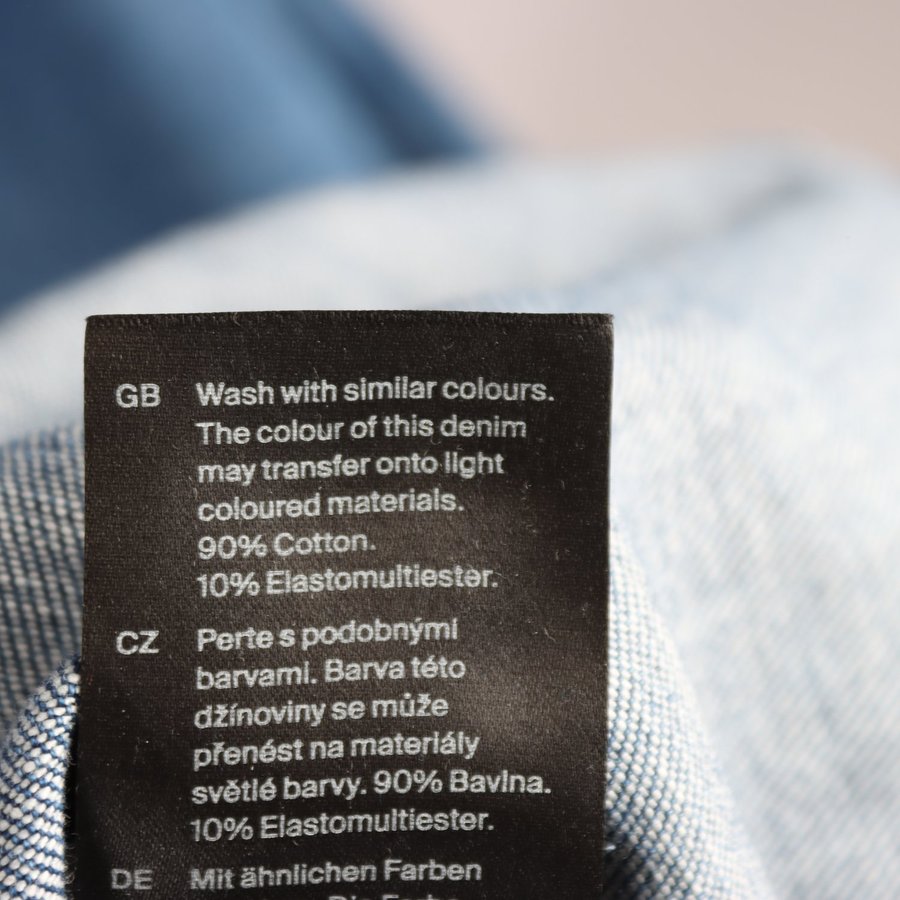 GB Wash with similar colours.
The colour of this denim
may transfer onto light
coloured materials.
90% Cotton.
10% Elastomultiester.
CZ Perte s podobnými
barvami. Barva této
džínoviny se může
přenést na materiály
světlé barvy. 90% Bavlna.
10% Elastomultiester.
DE Mit ähnlichen Farben
Die Farbe